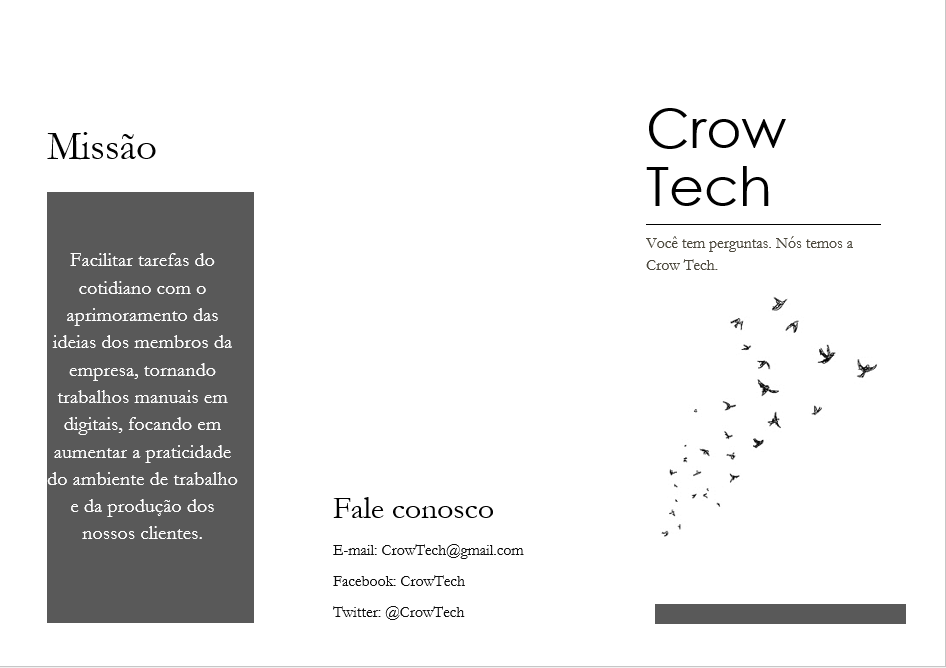 Missão
Facilitar tarefas do
cotidiano com o
aprimoramento das
ideias dos membros da
empresa, tornando
trabalhos manuais em
digitais, focando em
aumentar a praticidade
do ambiente de trabalho
e da produção dos
nossos clientes.
Fale conosco
E-mail: CrowTech@gmail.com
Facebook: CrowTech
Twitter: @CrowTech
Crow
Tech
Você tem perguntas. Nós temos a
Crow Tech.